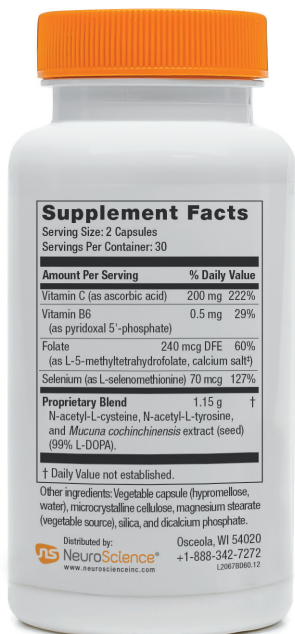 Supplement Facts
Serving Size: 2 Capsules
Servings Per Container: 30
Amount Per Serving % Daily Value
Vitamin C (as ascorbic acid) 200 mg 222%
Vitamin B6 0.5 mg 29%
(as pyridoxal 5'-phosphate)
Folate 240 mcg DFE 60%
(as L-5-methyltetrahydrofolate, calcium salt‡)
Selenium (as L-selenomethionine) 70 mcg 127%
Proprietary Blend 1.15 g †
N-acetyl-L-cysteine, N-acetyl-L-tyrosine,
and Mucuna cochinchinensis extract (seed)
(99% L-DOPA).
† Daily Value not established.
Other ingredients: Vegetable capsule (hypromellose,
water), microcrystalline cellulose, magnesium stearate
(vegetable source), silica, and dicalcium phosphate.
Distributed by:
ns NeuroScience®
www.neuroscienceinc.com
Osceola, WI 54020
+1-888-342-7272
L2067BD60.12